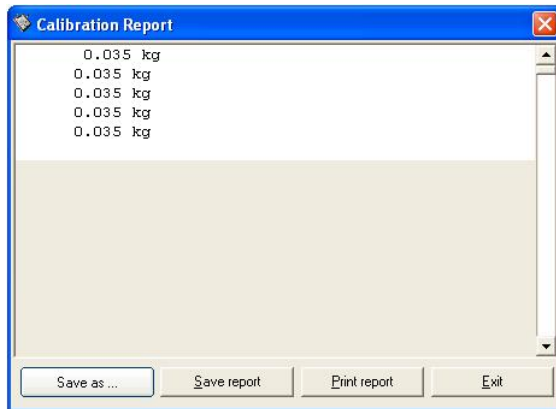 Calibration Report
0.035 kg
0.035 kg
0.035 kg
0.035 kg
0.035 kg
Save as ...
Save report
Print report
Exit